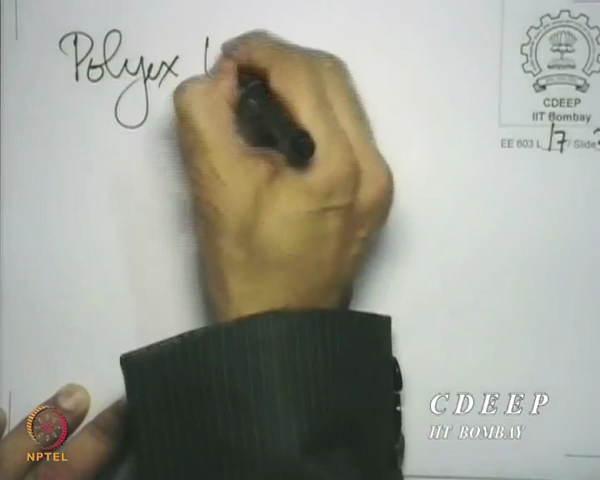 Polyex
CDEEP
IIT Bombay
EE 603 L 17 / Slide
CDEEP
IIT BOMBAY
NPTEL